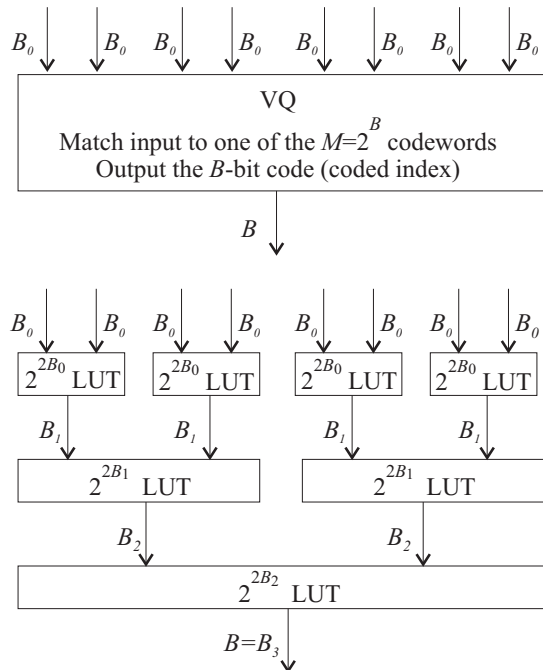 B₀ B₀ B₀ B₀ B₀ B₀ B₀ B₀
VQ
Match input to one of the M=2^B codewords
Output the B-bit code (coded index)
B
B₀ B₀ B₀ B₀ B₀ B₀ B₀ B₀
2^2B₀ LUT 2^2B₀ LUT 2^2B₀ LUT 2^2B₀ LUT
B₁ B₁ B₁ B₁
2^2B₁ LUT 2^2B₁ LUT
B₂ B₂
2^2B₂ LUT
B=B₃